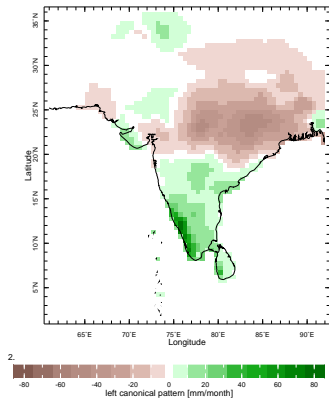 Latitude
35˚N
30˚N
25˚N
20˚N
15˚N
10˚N
5˚N
65˚E 70˚E 75˚E 80˚E 85˚E 90˚E
Longitude
2.
-80 -60 -40 -20 0 20 40 60 80
left canonical pattern [mm/month]